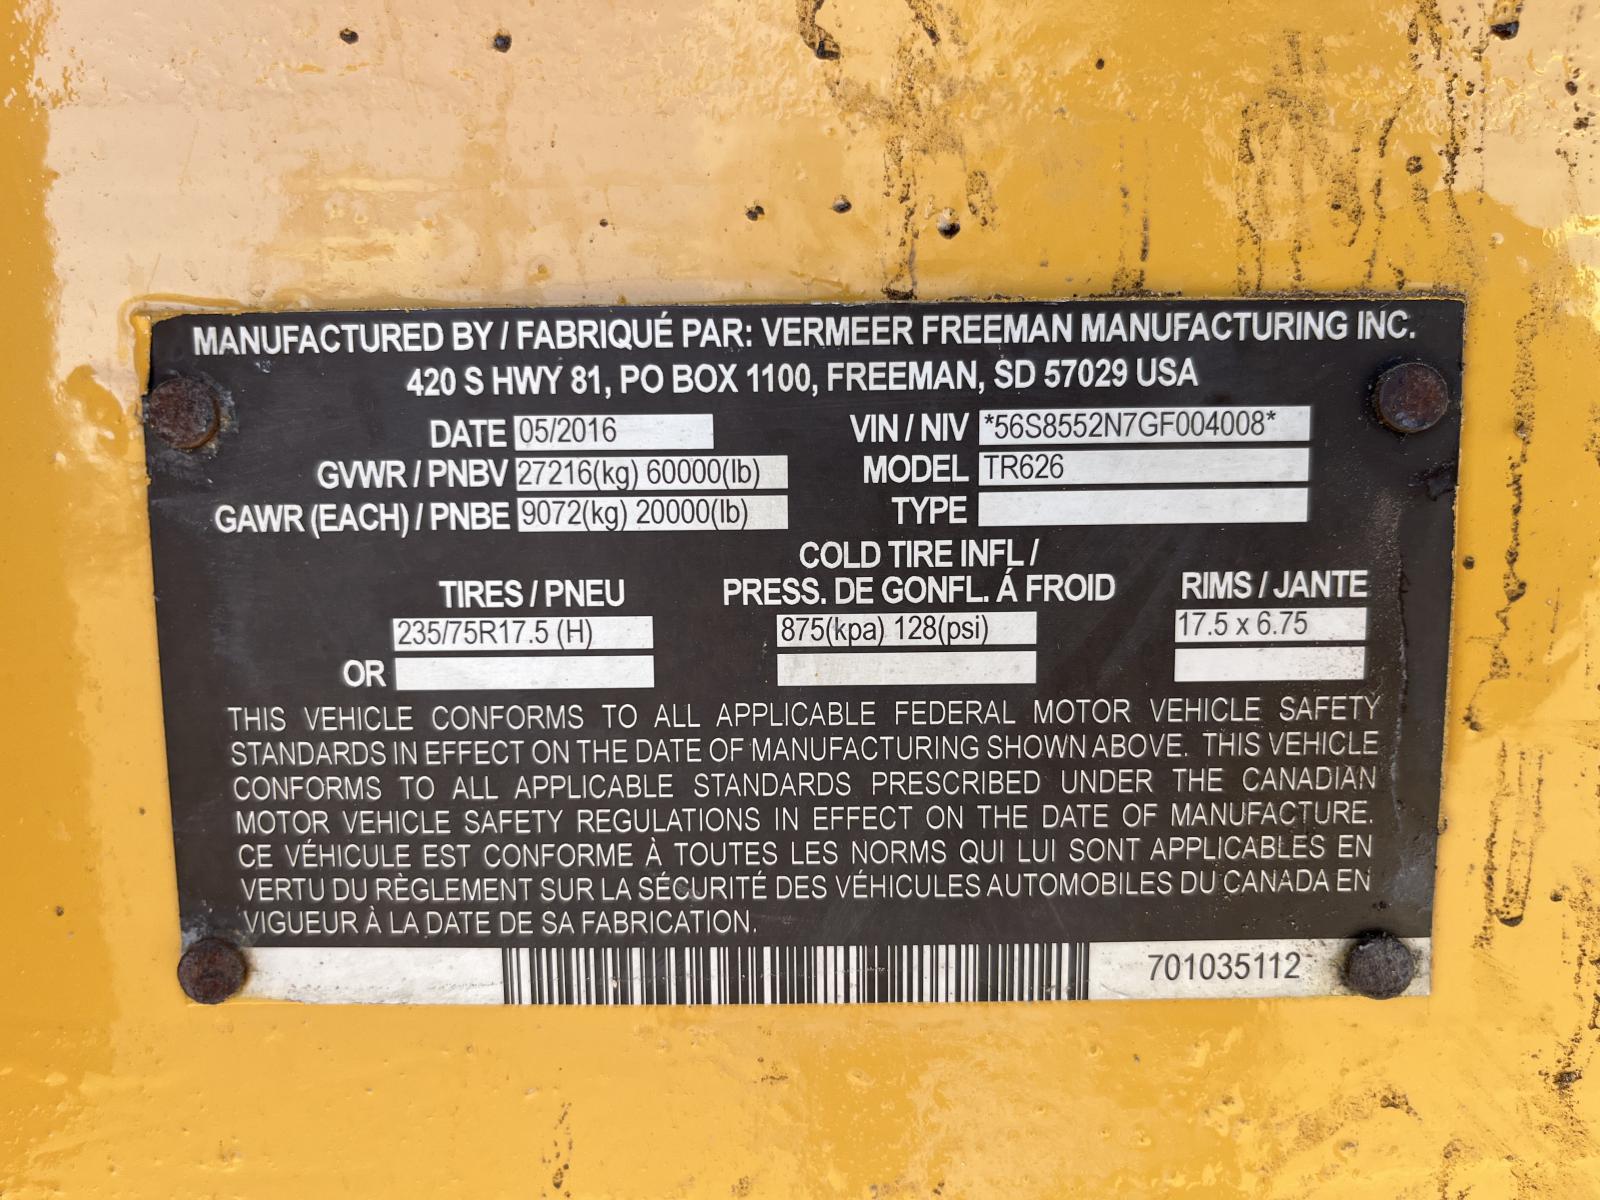 MANUFACTURED BY / FABRIQUÉ PAR: VERMEER FREEMAN MANUFACTURING INC.
420 S HWY 81, PO BOX 1100, FREEMAN, SD 57029 USA
DATE 05/2016 VIN / NIV *56S8552N7GF004008*
GVWR / PNBV 27216(kg) 60000(lb) MODEL TR626
GAWR (EACH) / PNBE 9072(kg) 20000(lb) TYPE
COLD TIRE INFL /
TIRES / PNEU PRESS. DE GONFL. Á FROID RIMS / JANTE
235/75R17.5 (H) 875(kpa) 128(psi) 17.5 x 6.75
OR
THIS VEHICLE CONFORMS TO ALL APPLICABLE FEDERAL MOTOR VEHICLE SAFETY
STANDARDS IN EFFECT ON THE DATE OF MANUFACTURING SHOWN ABOVE. THIS VEHICLE
CONFORMS TO ALL APPLICABLE STANDARDS PRESCRIBED UNDER THE CANADIAN
MOTOR VEHICLE SAFETY REGULATIONS IN EFFECT ON THE DATE OF MANUFACTURE.
CE VÉHICULE EST CONFORME À TOUTES LES NORMS QUI LUI SONT APPLICABLES EN
VERTU DU RÈGLEMENT SUR LA SÉCURITÉ DES VÉHICULES AUTOMOBILES DU CANADA EN
VIGUEUR À LA DATE DE SA FABRICATION.
701035112